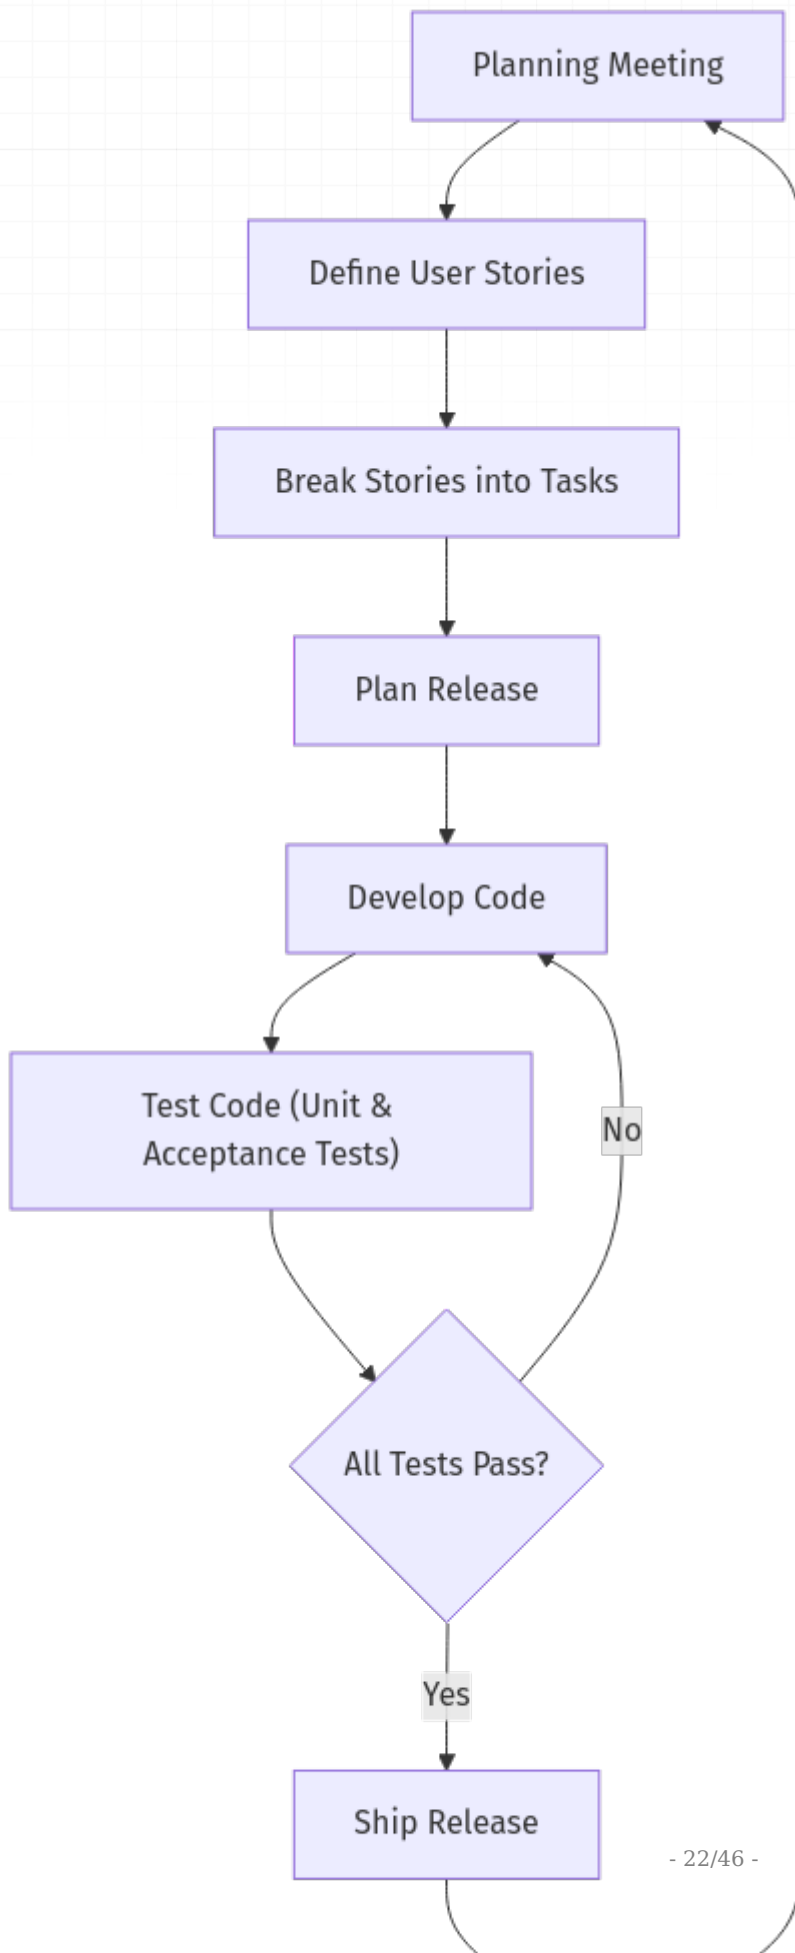 Planning Meeting
Define User Stories
Break Stories into Tasks
Plan Release
Develop Code
Test Code (Unit &
Acceptance Tests)
No
All Tests Pass?
Yes
Ship Release
- 22/46 -